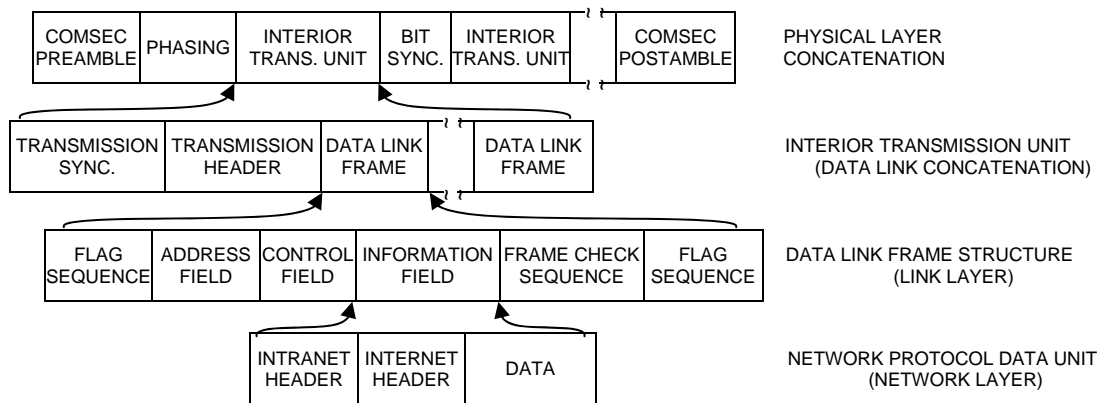 COMSEC PREAMBLE
PHASING
INTERIOR TRANS. UNIT
BIT SYNC.
INTERIOR TRANS. UNIT
COMSEC POSTAMBLE
PHYSICAL LAYER
CONCATENATION
TRANSMISSION SYNC.
TRANSMISSION HEADER
DATA LINK FRAME
DATA LINK FRAME
INTERIOR TRANSMISSION UNIT
(DATA LINK CONCATENATION)
FLAG SEQUENCE
ADDRESS FIELD
CONTROL FIELD
INFORMATION FIELD
FRAME CHECK SEQUENCE
FLAG SEQUENCE
DATA LINK FRAME STRUCTURE
(LINK LAYER)
INTRANET HEADER
INTERNET HEADER
DATA
NETWORK PROTOCOL DATA UNIT
(NETWORK LAYER)